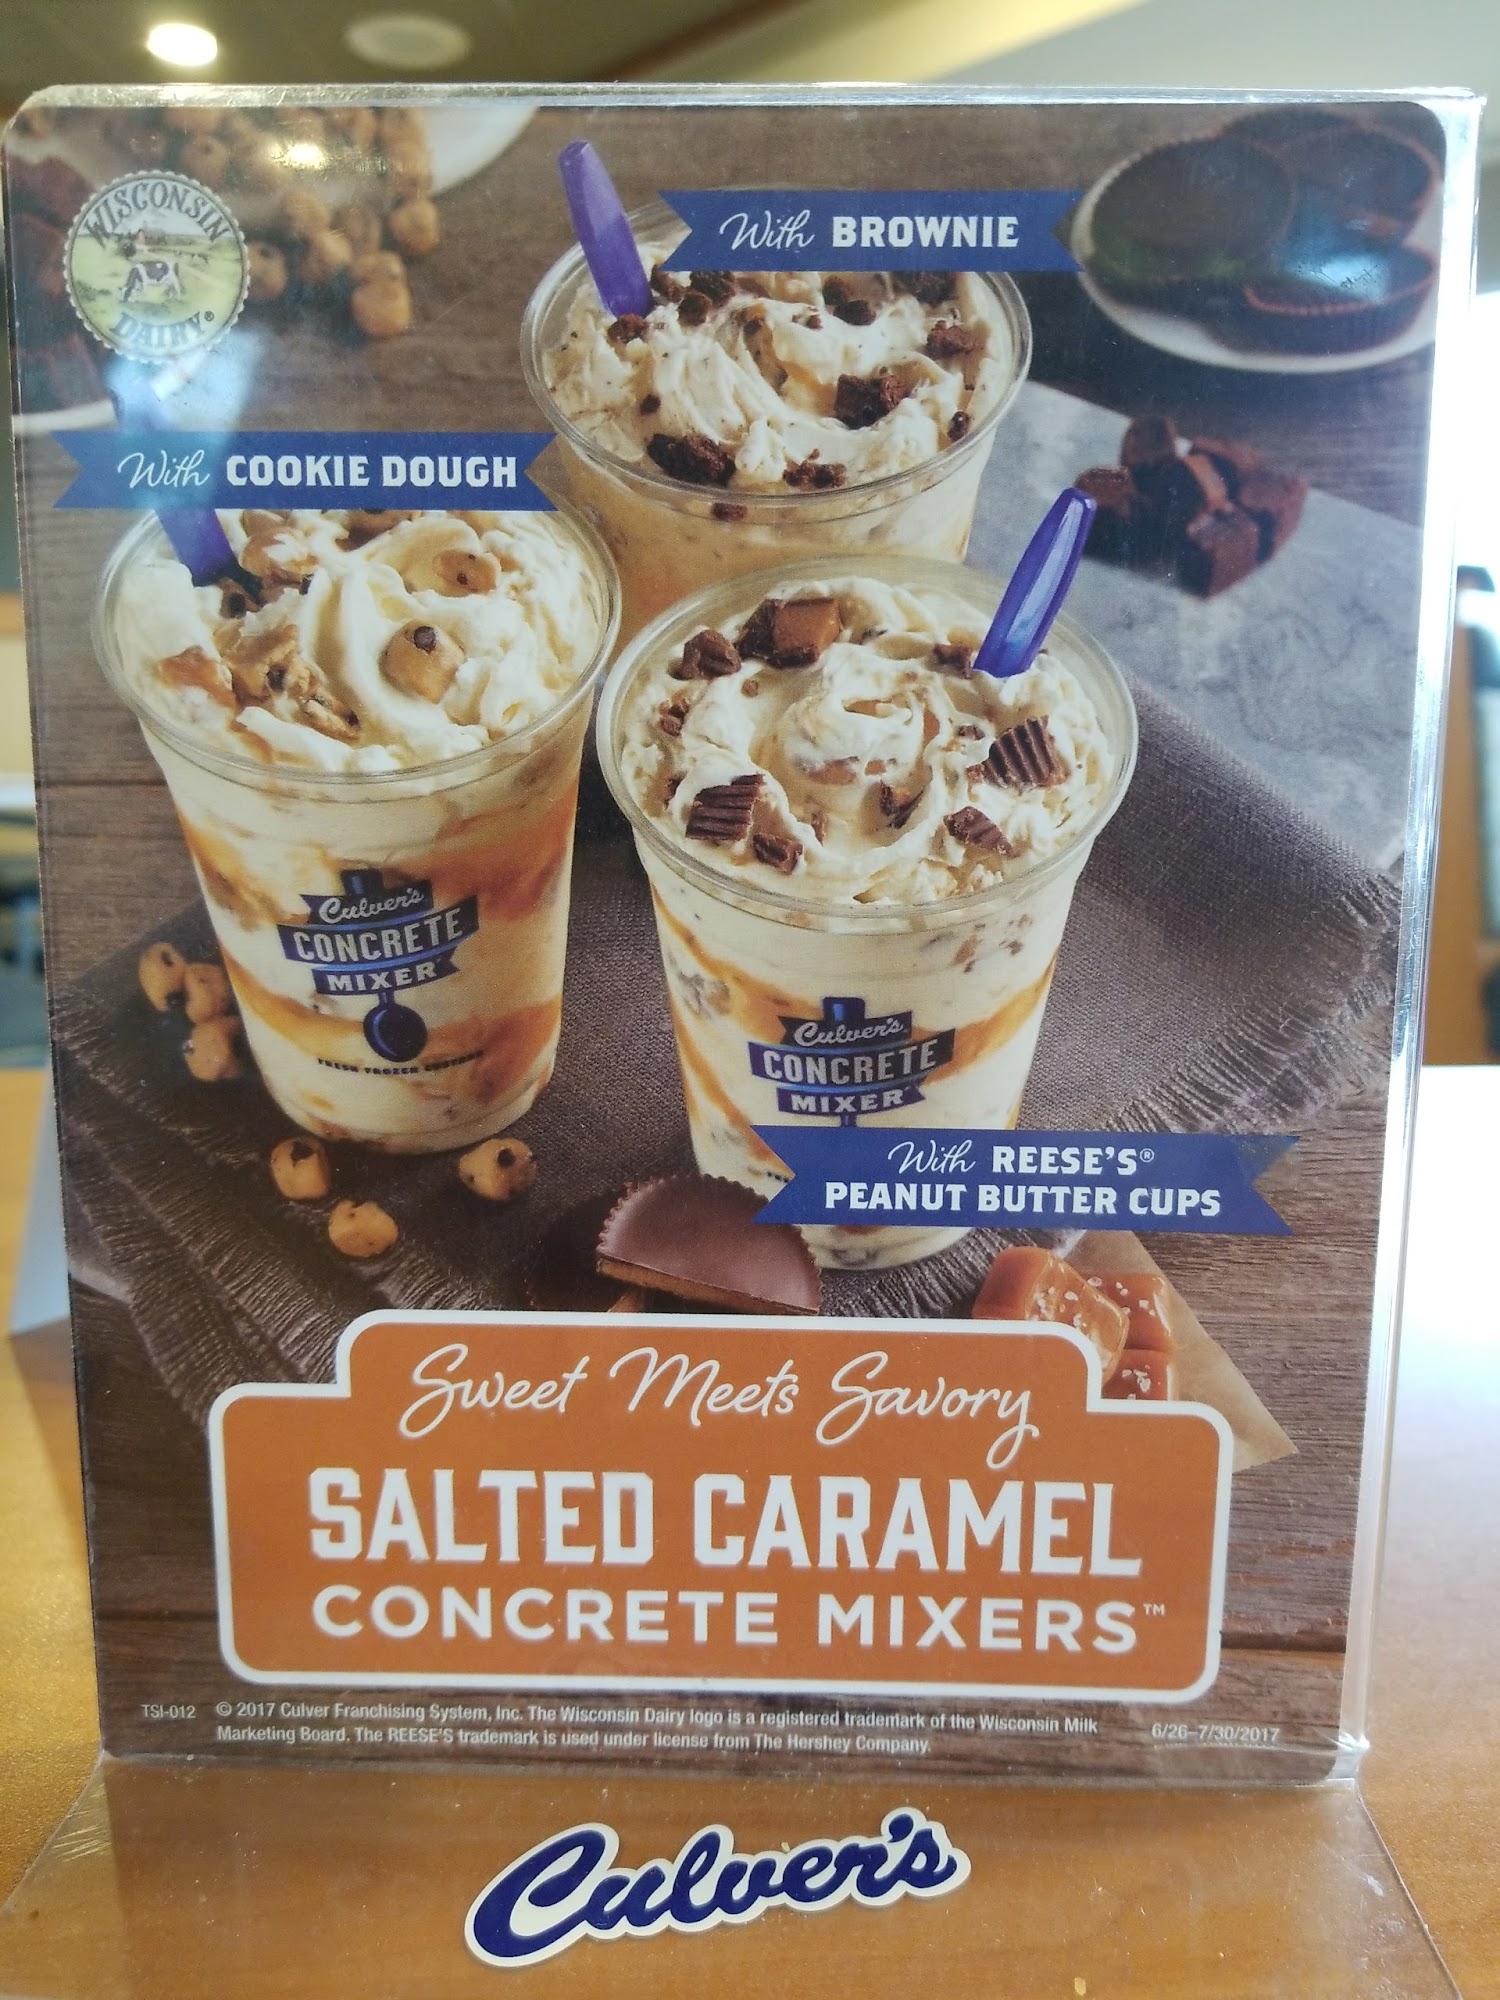 WISCONSIN
DAIRY®
With BROWNIE
With COOKIE DOUGH
Culver's
CONCRETE
MIXER
FRESH FROZEN CUSTARD
Culver's
CONCRETE
MIXER
With REESE'S®
PEANUT BUTTER CUPS
Sweet Meets Savory
SALTED CARAMEL
CONCRETE MIXERS™
TSI-012 © 2017 Culver Franchising System, Inc. The Wisconsin Dairy logo is a registered trademark of the Wisconsin Milk
Marketing Board. The REESE'S trademark is used under license from The Hershey Company.
6/26–7/30/2017
Culver's